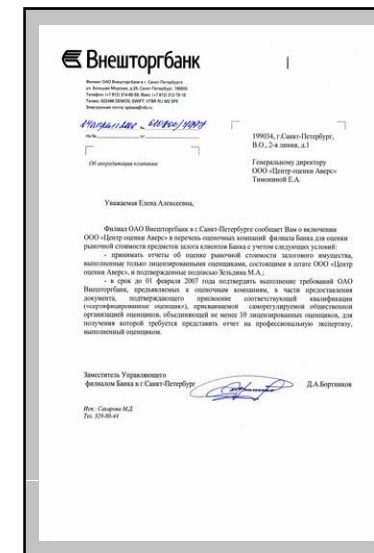 Внешторгбанк
Филиал ОАО Внешторгбанк в г. Санкт-Петербурге
ул. Большая Морская, д.29, Санкт-Петербург, 190000
На №
от
199034, г.Санкт-Петербург,
В.О., 2-я линия, д.1
Об аккредитации компании
Генеральному директору
ООО «Центр оценки Аверс»
Тимониной Е.А.
Уважаемая Елена Алексеевна,
Филиал ОАО Внешторгбанк в г.Санкт-Петербурге сообщает Вам о включении
ООО «Центр оценки Аверс» в перечень оценочных компаний филиала Банка для оценки
рыночной стоимости предметов залога клиентов Банка с учетом следующих условий:
- принимать отчеты об оценке рыночной стоимости залогового имущества,
выполненные только лицензированными оценщиками, состоящими в штате ООО «Центр
оценки Аверс», и подтвержденные подписью Зельдина М.А.;
- в срок до 01 февраля 2007 года подтвердить выполнение требований ОАО
Внешторгбанк, предъявляемых к оценочным компаниям, в части предоставления
документа, подтверждающего присвоение соответствующей квалификации
(«сертифицированные оценщик»), присваиваемой саморегулируемой общественной
организацией оценщиков, объединяющей не менее 10 лицензированных оценщиков, для
получения которой требуется представить отчет на профессиональную экспертизу,
выполненный оценщиком.
Заместитель Управляющего
филиалом Банка в г.Санкт-Петербург
Д.А.Бортников
Исп.: Сахарова М.Д
Тел. 329-80-44